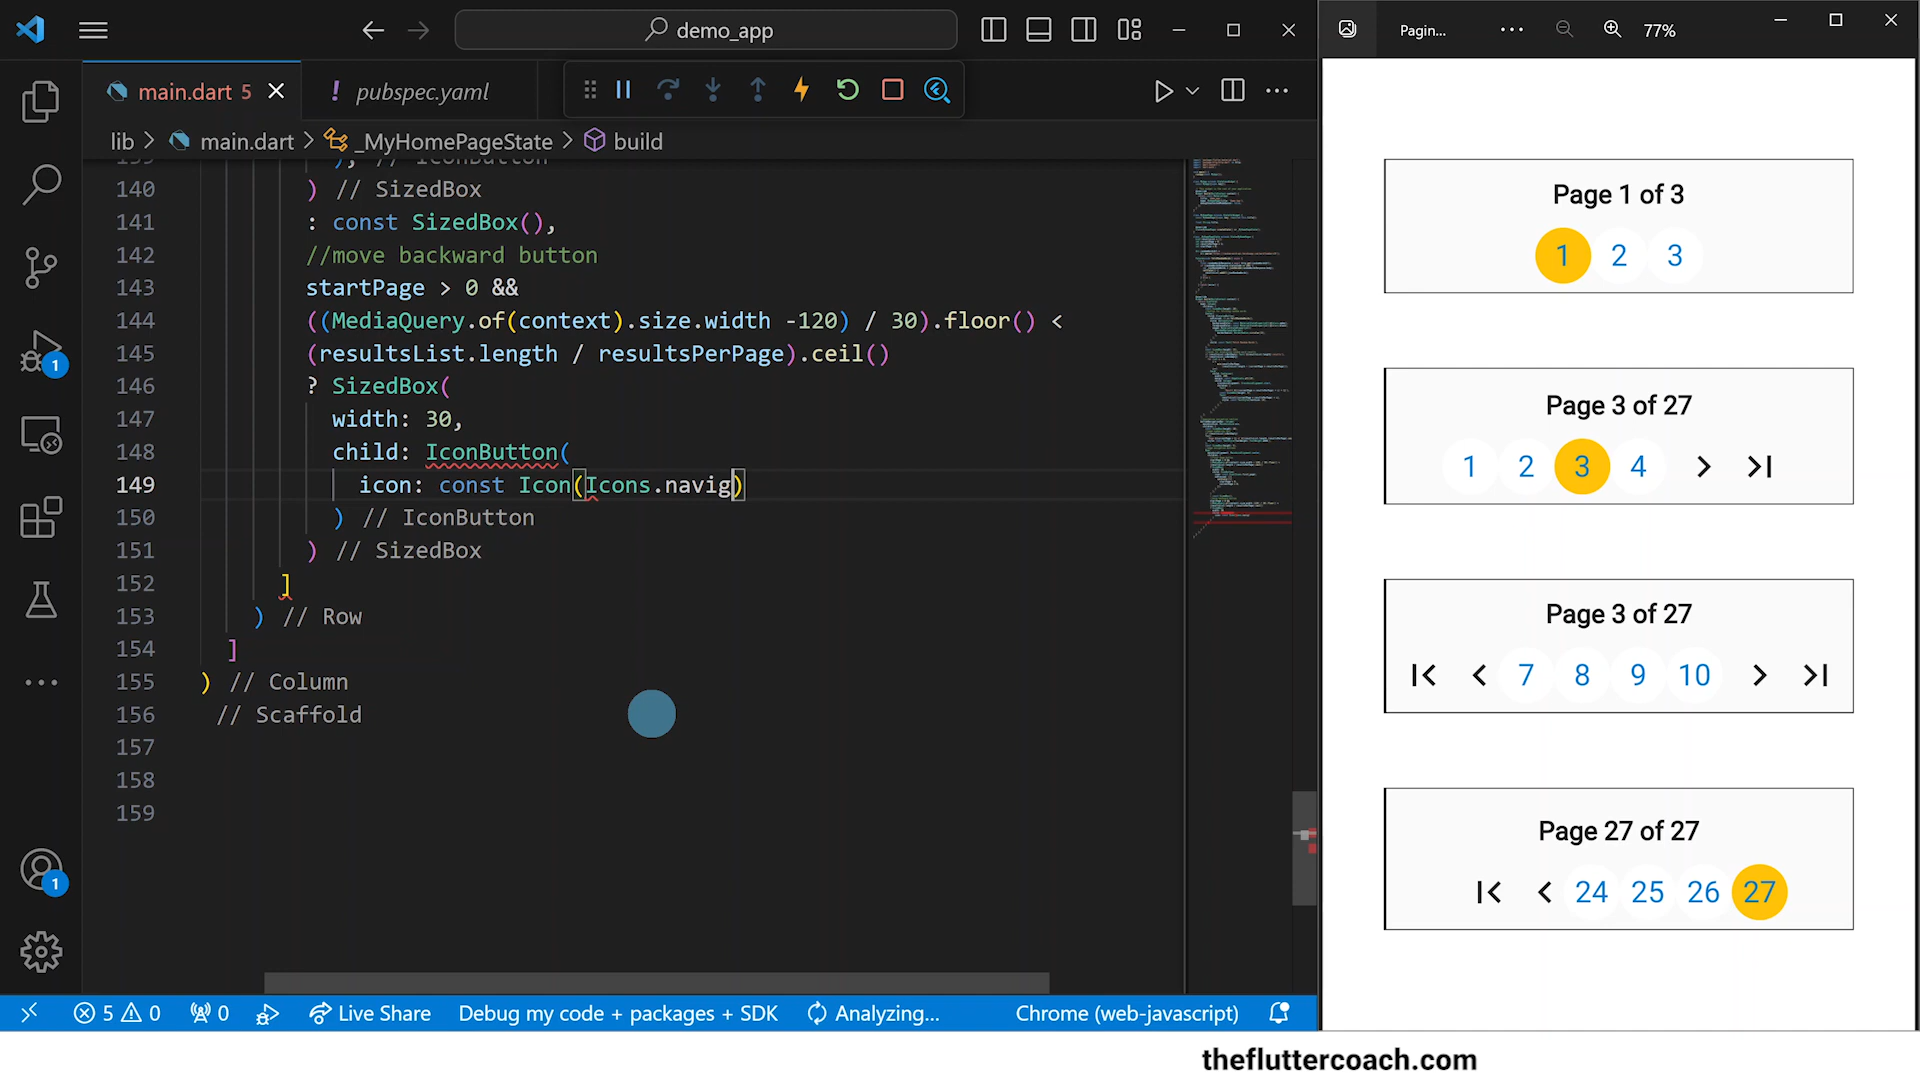 demo_app
main.dart 5
! pubspec.yaml
lib > main.dart > _MyHomePageState > build
140 ) // SizedBox
141 : const SizedBox(),
142 //move backward button
143 startPage > 0 &&
144 ((MediaQuery.of(context).size.width -120) / 30).floor() <
145 (resultsList.length / resultsPerPage).ceil()
146 ? SizedBox(
147 width: 30,
148 child: IconButton(
149 icon: const Icon(Icons.navig)
150 ) // IconButton
151 ) // SizedBox
152 ]
153 ) // Row
154 ]
155 ) // Column
156 // Scaffold
157
158
159
1
1
5 0 0 Live Share Debug my code + packages + SDK Analyzing... Chrome (web-javascript)
Pagin... 77%
Page 1 of 3
1 2 3
Page 3 of 27
1 2 3 4
Page 3 of 27
7 8 9 10
Page 27 of 27
24 25 26 27
thefluttercoach.com